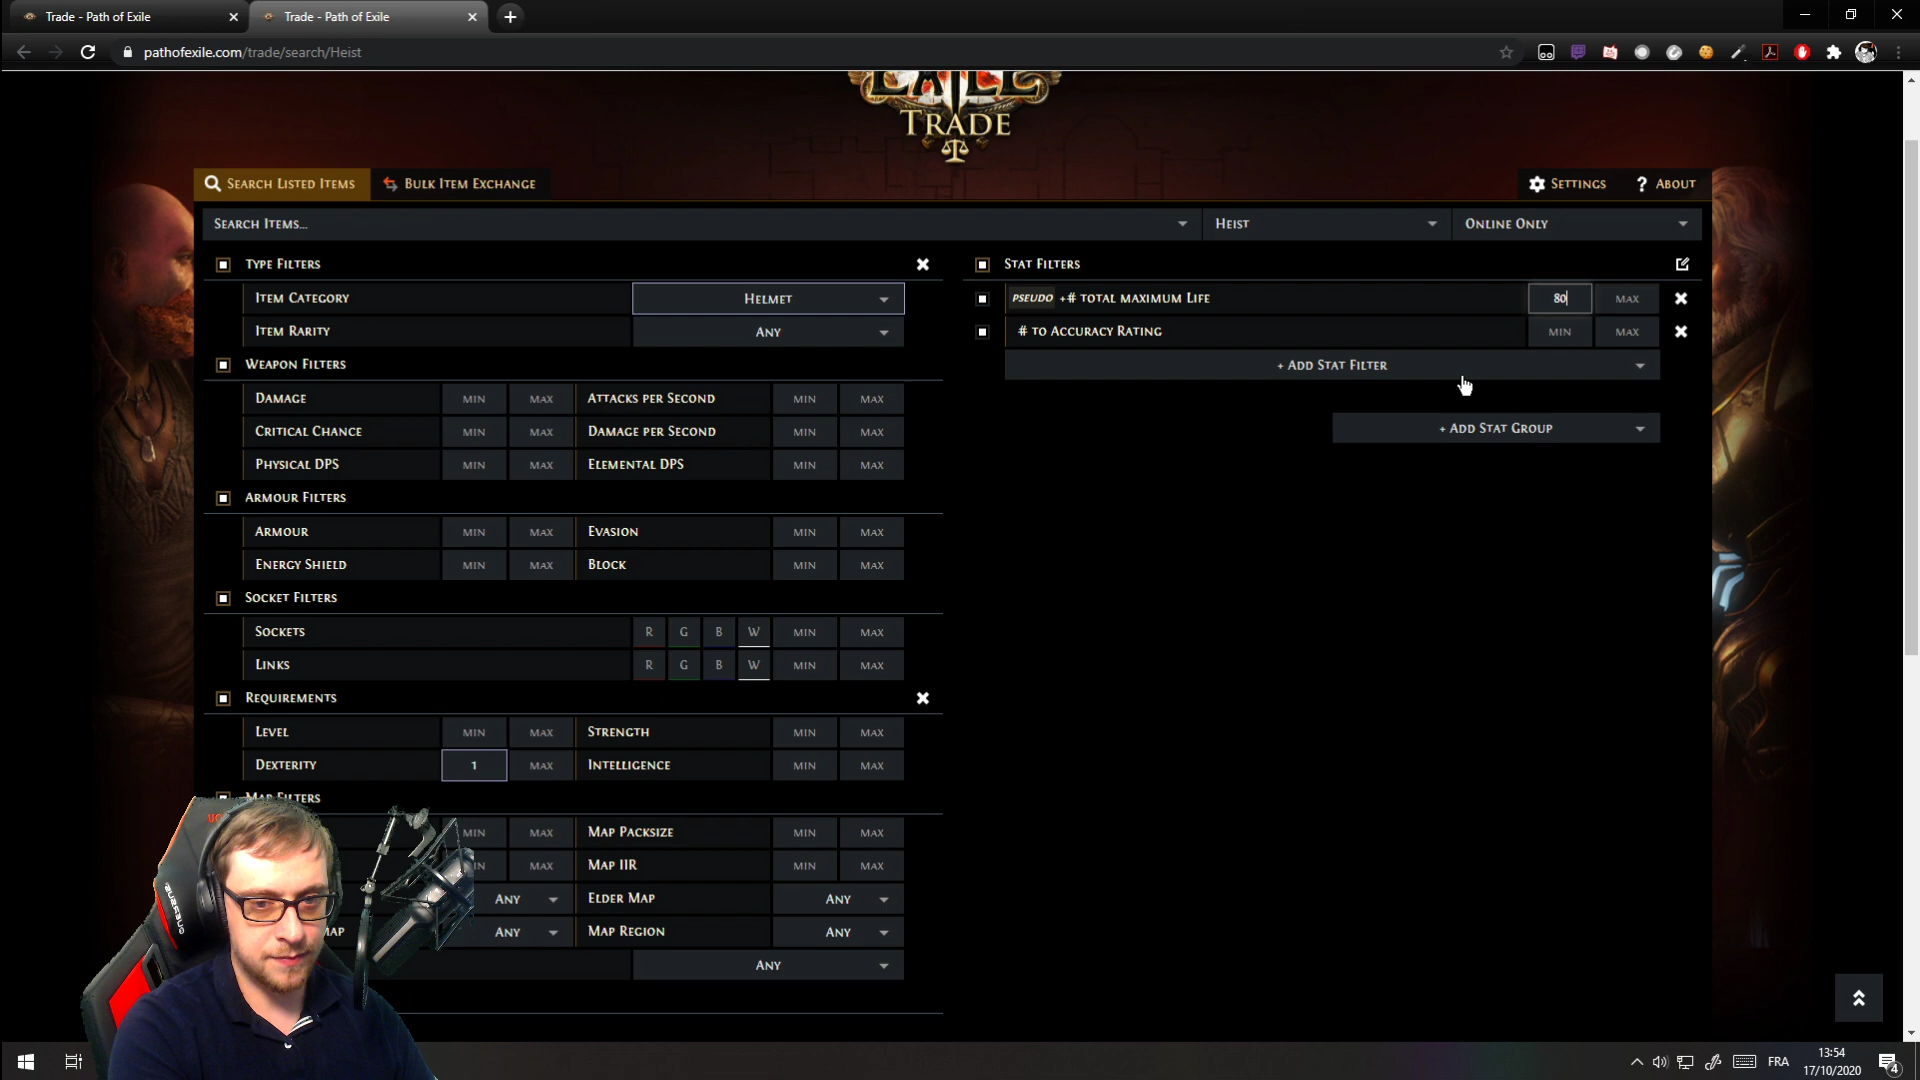 Trade - Path of Exile
Trade - Path of Exile
pathofexile.com/trade/search/Heist
TRADE
SEARCH LISTED ITEMS
BULK ITEM EXCHANGE
SETTINGS
? ABOUT
SEARCH ITEMS...
HEIST
ONLINE ONLY
TYPE FILTERS
ITEM CATEGORY HELMET
ITEM RARITY ANY
WEAPON FILTERS
DAMAGE MIN MAX ATTACKS PER SECOND MIN MAX
CRITICAL CHANCE MIN MAX DAMAGE PER SECOND MIN MAX
PHYSICAL DPS MIN MAX ELEMENTAL DPS MIN MAX
ARMOUR FILTERS
ARMOUR MIN MAX EVASION MIN MAX
ENERGY SHIELD MIN MAX BLOCK MIN MAX
SOCKET FILTERS
SOCKETS R G B W MIN MAX
LINKS R G B W MIN MAX
REQUIREMENTS
LEVEL MIN MAX STRENGTH MIN MAX
DEXTERITY 1 MAX INTELLIGENCE MIN MAX
MAP FILTERS
MIN MAX MAP PACKSIZE MIN MAX
MAX MAP IIR MIN MAX
ANY ELDER MAP ANY
MAP ANY MAP REGION ANY
ANY
STAT FILTERS
PSEUDO +# TOTAL MAXIMUM LIFE 80 MAX
# TO ACCURACY RATING MIN MAX
+ ADD STAT FILTER
+ ADD STAT GROUP
FRA
13:54
17/10/2020
4